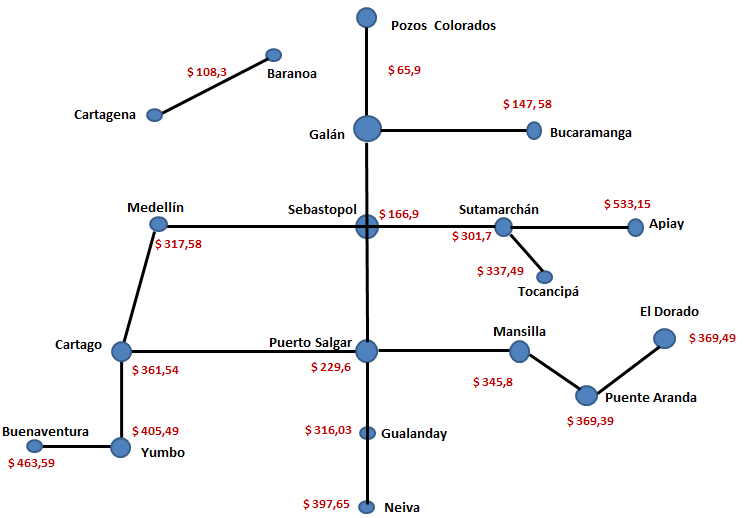 Pozos Colorados
$ 65,9
$ 108,3
Baranoa
Cartagena
$ 147,58
Galán
Bucaramanga
Medellín
Sebastopol
$ 166,9
Sutamarchán
$ 533,15
Apiay
$ 317,58
$ 301,7
$ 337,49
Tocancipá
El Dorado
$ 369,49
Cartago
Puerto Salgar
Mansilla
$ 361,54
$ 229,6
$ 345,8
Puente Aranda
$ 369,39
Buenaventura
$ 405,49
$ 316,03
Gualanday
$ 463,59
Yumbo
$ 397,65
Neiva